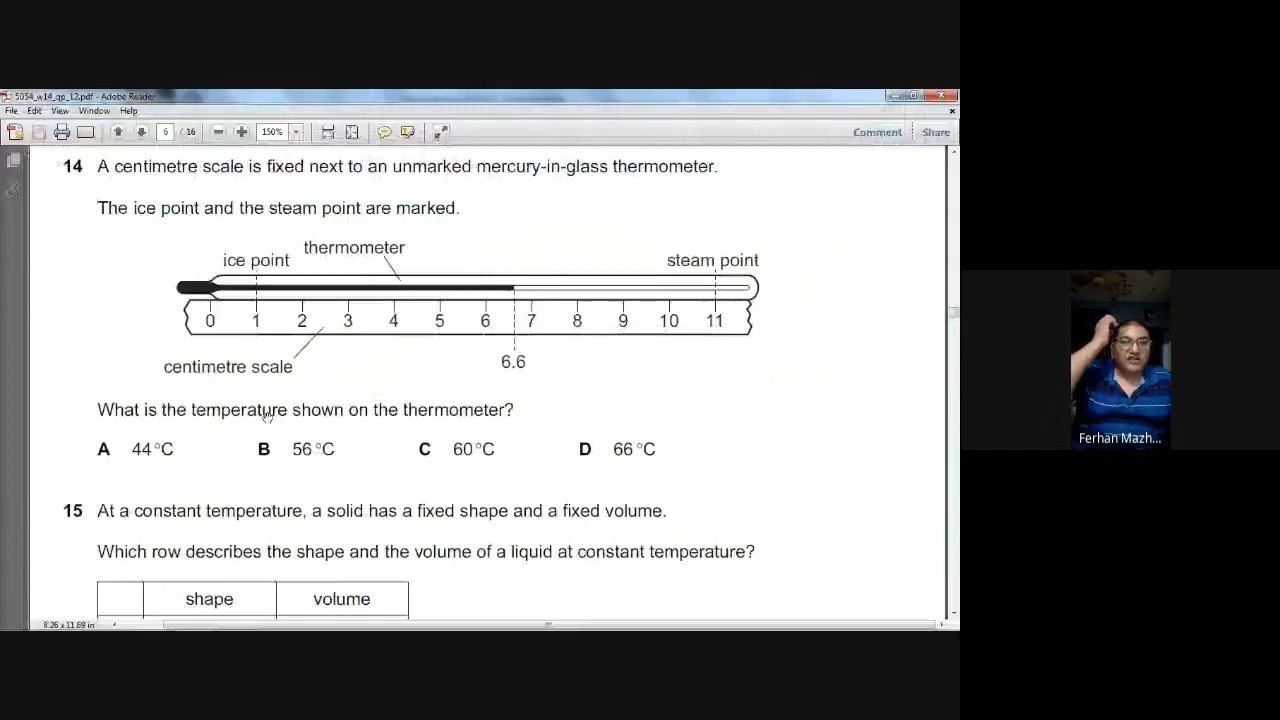 5054_w14_qp_12.pdf - Adobe Reader
File Edit View Window Help
6 / 16 150% Comment Share
14 A centimetre scale is fixed next to an unmarked mercury-in-glass thermometer.
The ice point and the steam point are marked.
thermometer
ice point steam point
0 1 2 3 4 5 6 7 8 9 10 11
6.6
centimetre scale
What is the temperature shown on the thermometer?
A 44 °C B 56 °C C 60 °C D 66 °C
15 At a constant temperature, a solid has a fixed shape and a fixed volume.
Which row describes the shape and the volume of a liquid at constant temperature?
shape volume
8.26 x 11.69 in
Ferhan Mazh...